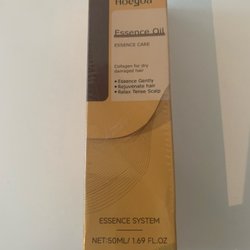 Hoegoa
Essence Oil
ESSENCE CARE
Collagen for dry
damaged hair
• Essence Gently
• Rejuvenate hair
• Ralax Tense Scalp
ESSENCE SYSTEM
NET:50ML/ 1.69 FL.OZ